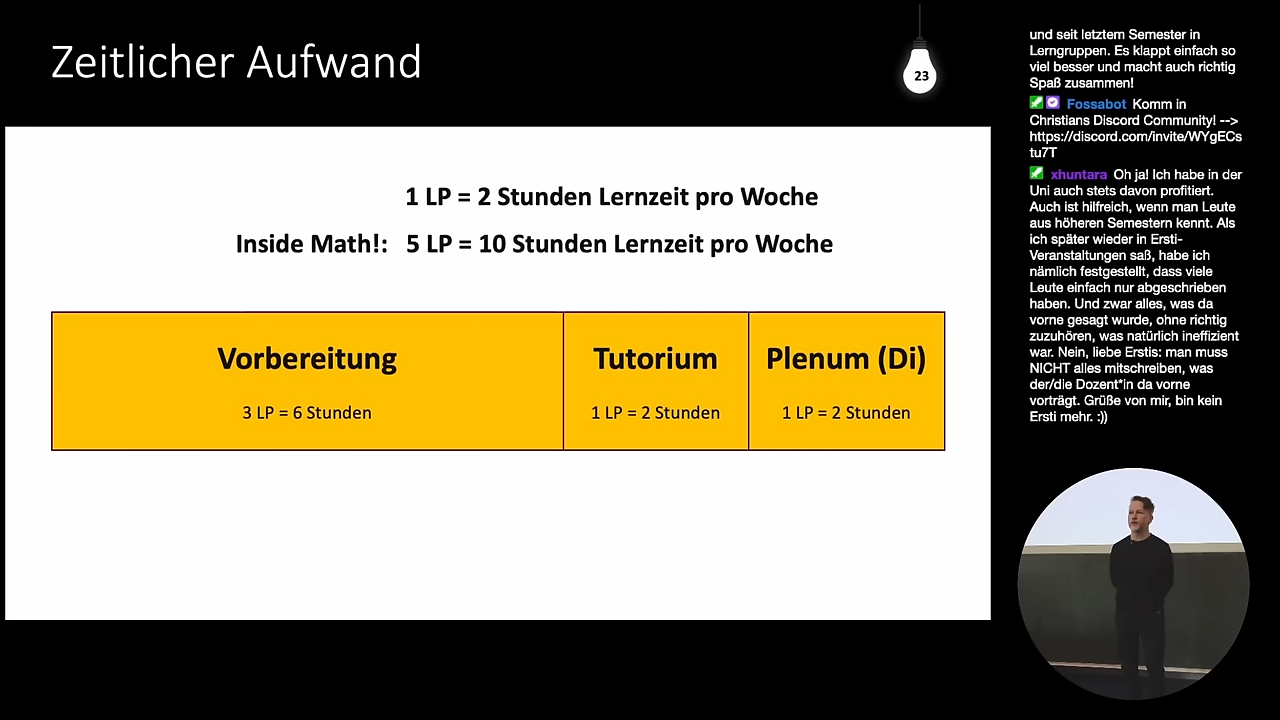 Zeitlicher Aufwand
23
1 LP = 2 Stunden Lernzeit pro Woche
Inside Math!: 5 LP = 10 Stunden Lernzeit pro Woche
Vorbereitung
3 LP = 6 Stunden
Tutorium
1 LP = 2 Stunden
Plenum (Di)
1 LP = 2 Stunden
und seit letztem Semester in
Lerngruppen. Es klappt einfach so
viel besser und macht auch richtig
Spaß zusammen!
Fossabot Komm in
Christians Discord Community! -->
https://discord.com/invite/WYgECs
tu7T
xhuntara Oh ja! Ich habe in der
Uni auch stets davon profitiert.
Auch ist hilfreich, wenn man Leute
aus höheren Semestern kennt. Als
ich später wieder in Ersti-
Veranstaltungen saß, habe ich
nämlich festgestellt, dass viele
Leute einfach nur abgeschrieben
haben. Und zwar alles, was da
vorne gesagt wurde, ohne richtig
zuzuhören, was natürlich ineffizient
war. Nein, liebe Erstis: man muss
NICHT alles mitschreiben, was
der/die Dozent*in da vorne
vorträgt. Grüße von mir, bin kein
Ersti mehr. :))